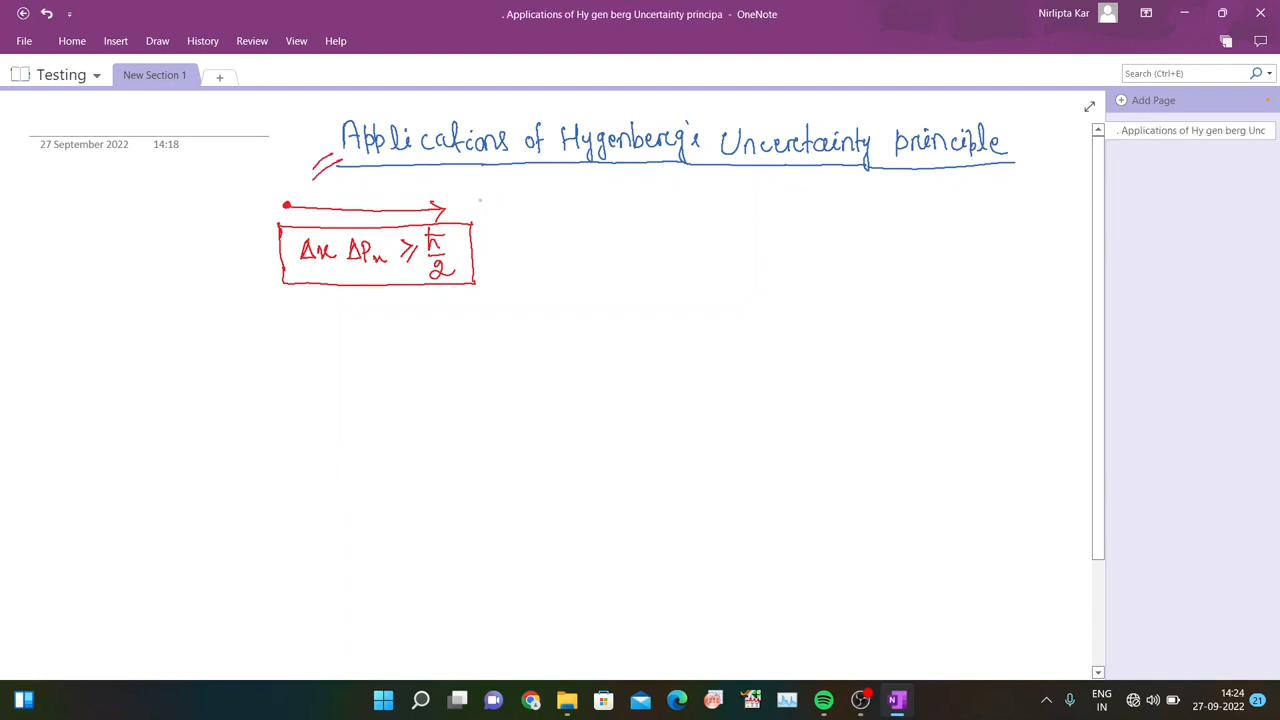 . Applications of Hy gen berg Uncertainty principa - OneNote
Nirlipta Kar
File Home Insert Draw History Review View Help
Testing
New Section 1
Search (Ctrl+E)
Add Page
. Applications of Hy gen berg Unc
27 September 2022 14:18
Applications of Hygenberg's Uncertainty principle
Δx ΔPx ≥ ħ/2
ENG
IN
14:24
27-09-2022
21